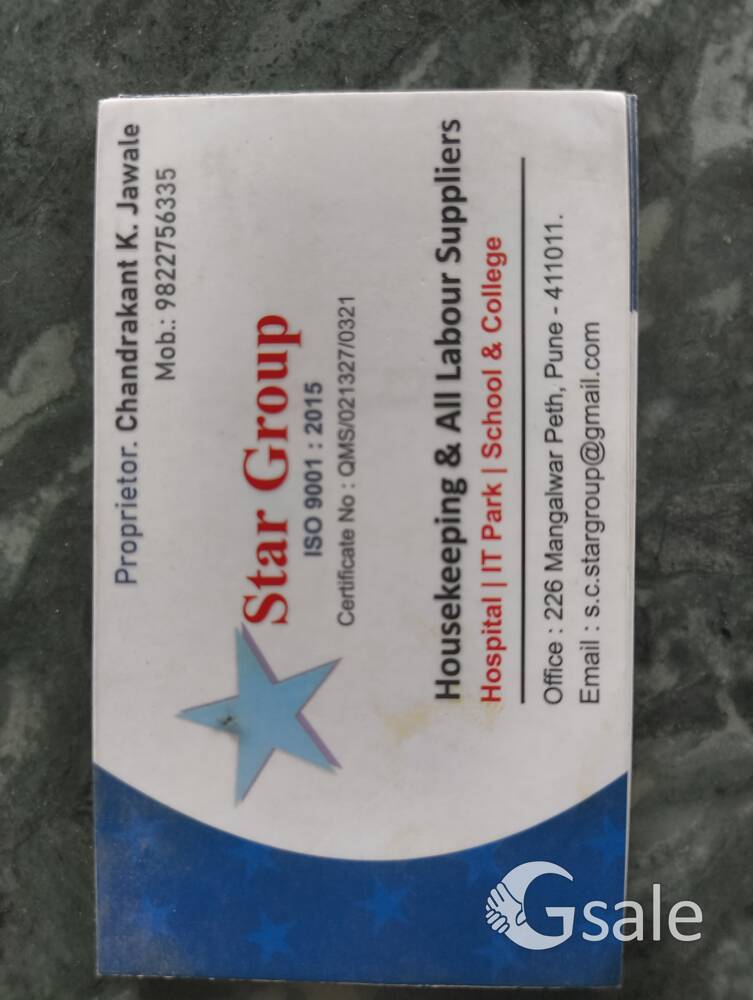 Proprietor. Chandrakant K. Jawale
Mob.: 9822756335
Star Group
ISO 9001 : 2015
Certificate No : QMS/021327/0321
Housekeeping & All Labour Suppliers
Hospital | IT Park | School & College
Office : 226 Mangalwar Peth, Pune - 411011.
Email : s.c.stargroup@gmail.com
Gsale